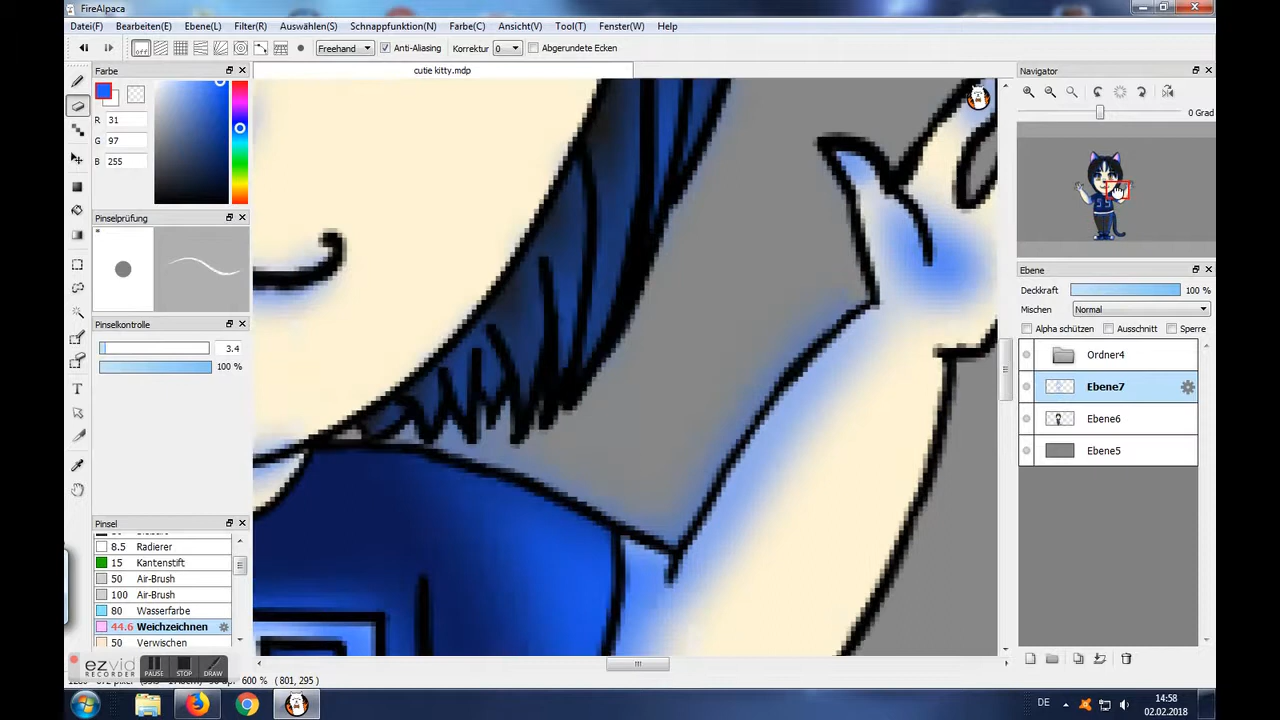 FireAlpaca
Datei(F) Bearbeiten(E) Ebene(L) Filter(R) Auswählen(S) Schnappfunktion(N) Farbe(C) Ansicht(V) Tool(T) Fenster(W) Help
off Freehand Anti-Aliasing Korrektur 0 Abgerundete Ecken
Farbe
cutie kitty.mdp
Navigator
R 31
G 97
B 255
0 Grad
Pinselprüfung
*
Pinselkontrolle
3.4
100 %
Ebene
Deckkraft 100 %
Mischen Normal
Alpha schützen Ausschnitt Sperre
Ordner4
Ebene7
Ebene6
Ebene5
Pinsel
8.5 Radierer
15 Kantenstift
50 Air-Brush
100 Air-Brush
80 Wasserfarbe
44.6 Weichzeichnen
50 Verwischen
ezvid
RECORDER
PAUSE STOP DRAW
600 % (801, 295)
DE
14:58
02.02.2018